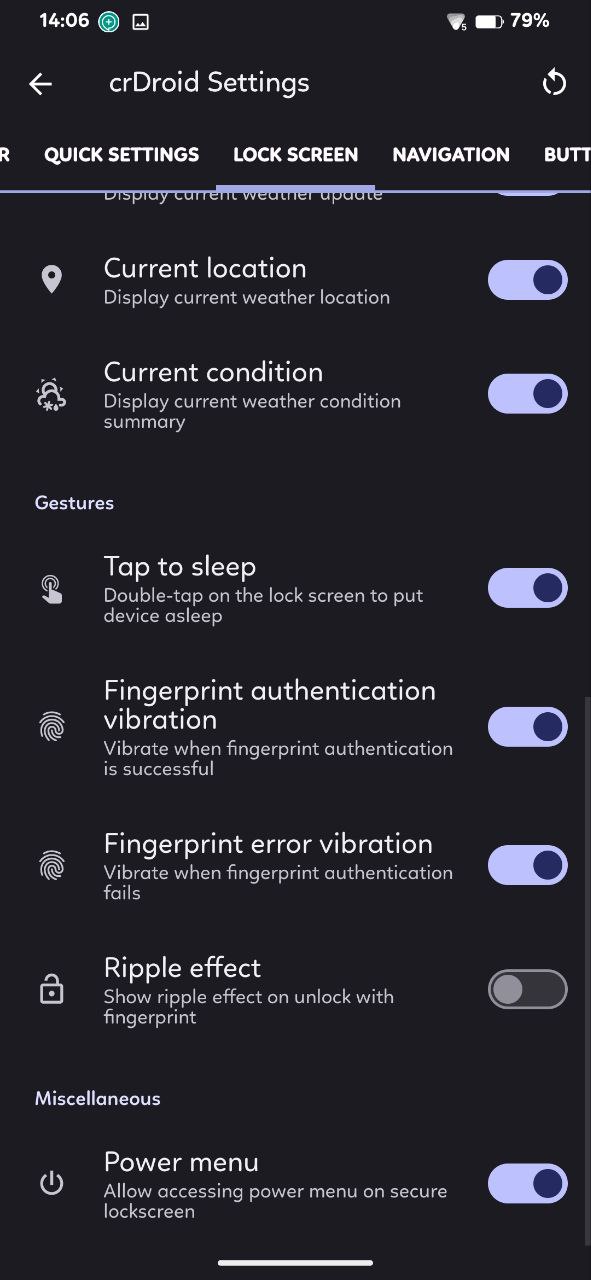 14:06
5
79%
crDroid Settings
R QUICK SETTINGS LOCK SCREEN NAVIGATION BUTT
Display current weather update
Current location
Display current weather location
Current condition
Display current weather condition
summary
Gestures
Tap to sleep
Double-tap on the lock screen to put
device asleep
Fingerprint authentication
vibration
Vibrate when fingerprint authentication
is successful
Fingerprint error vibration
Vibrate when fingerprint authentication
fails
Ripple effect
Show ripple effect on unlock with
fingerprint
Miscellaneous
Power menu
Allow accessing power menu on secure
lockscreen